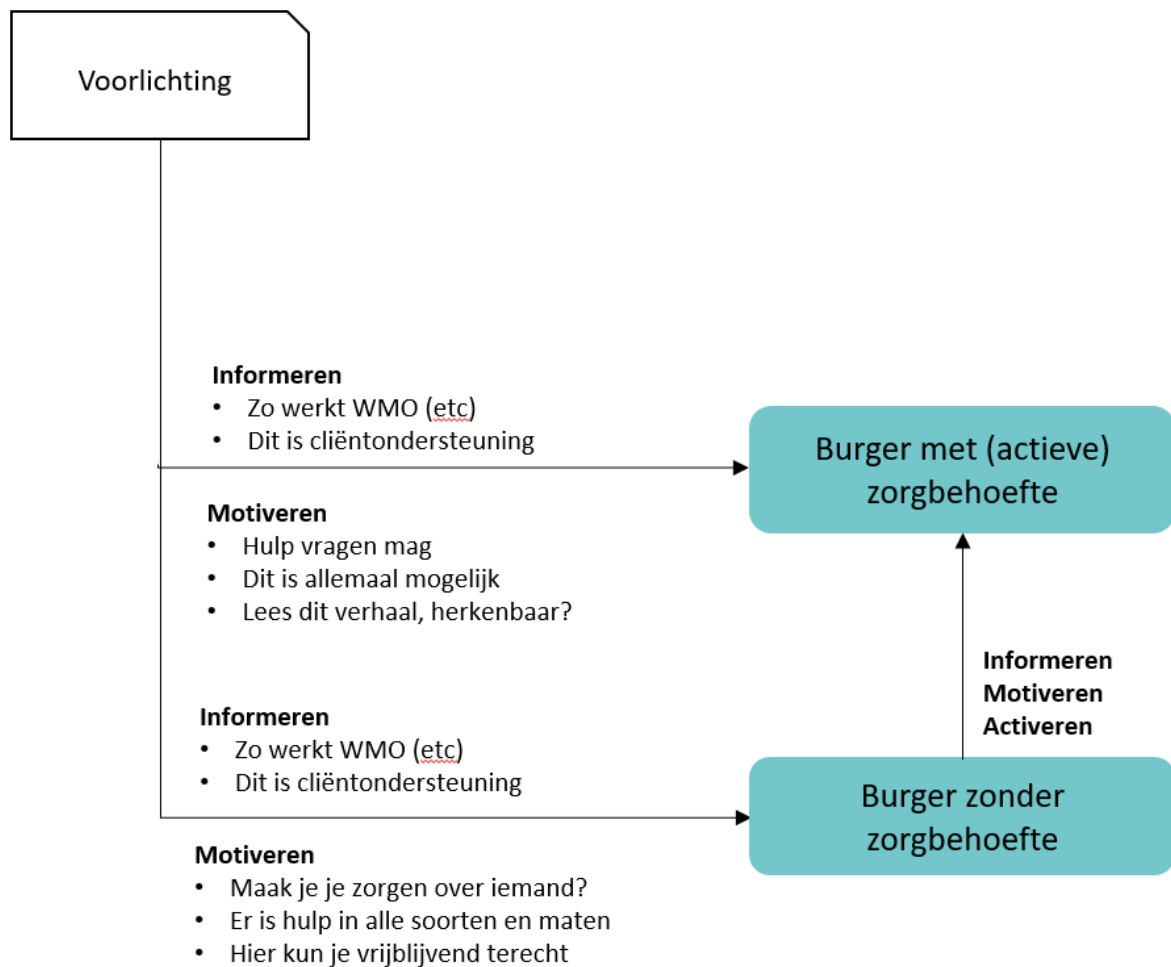 Voorlichting
Informeren
• Zo werkt WMO (etc)
• Dit is cliëntondersteuning
Burger met (actieve)
zorgbehoefte
Motiveren
• Hulp vragen mag
• Dit is allemaal mogelijk
• Lees dit verhaal, herkenbaar?
Informeren
Motiveren
Activeren
Informeren
• Zo werkt WMO (etc)
• Dit is cliëntondersteuning
Burger zonder
zorgbehoefte
Motiveren
• Maak je je zorgen over iemand?
• Er is hulp in alle soorten en maten
• Hier kun je vrijblijvend terecht